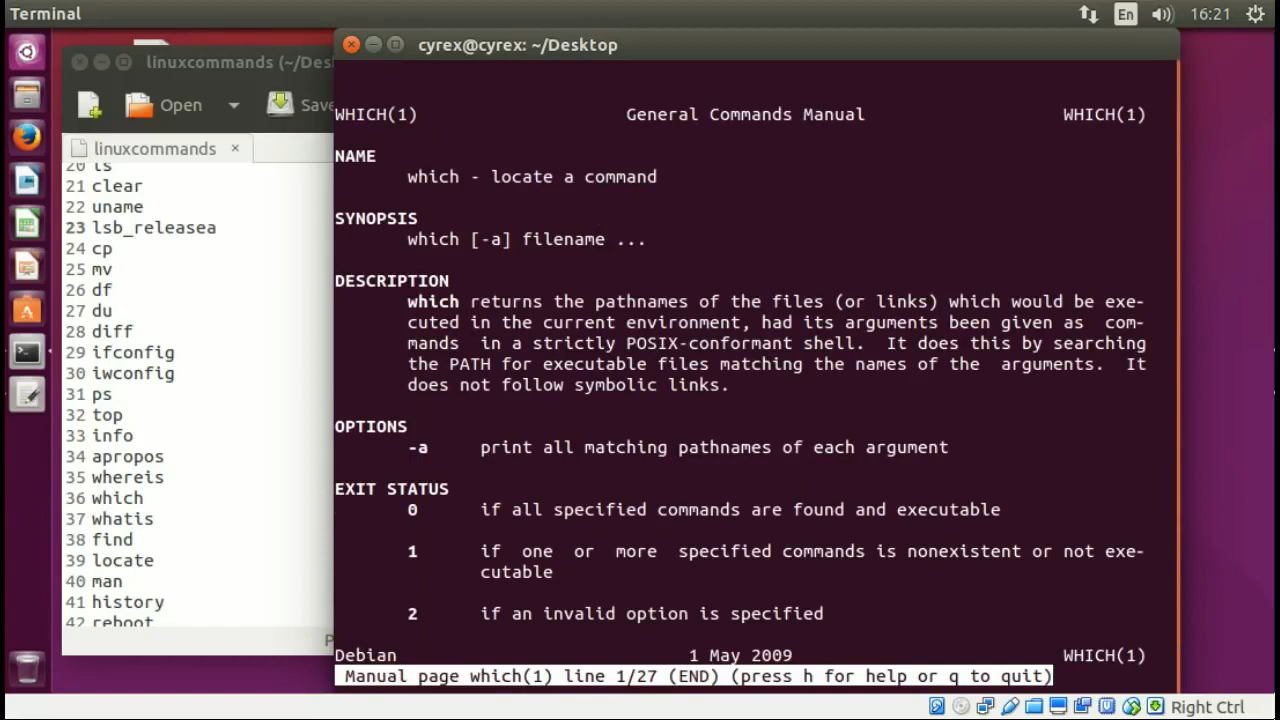 Terminal
En
16:21
linuxcommands (~/Des
Open
Save
linuxcommands ×
20 ls
21 clear
22 uname
23 lsb_releasea
24 cp
25 mv
26 df
27 du
28 diff
29 ifconfig
30 iwconfig
31 ps
32 top
33 info
34 apropos
35 whereis
36 which
37 whatis
38 find
39 locate
40 man
41 history
42 reboot
P
cyrex@cyrex: ~/Desktop
WHICH(1) General Commands Manual WHICH(1)
NAME
which - locate a command
SYNOPSIS
which [-a] filename ...
DESCRIPTION
which returns the pathnames of the files (or links) which would be exe-
cuted in the current environment, had its arguments been given as com-
mands in a strictly POSIX-conformant shell. It does this by searching
the PATH for executable files matching the names of the arguments. It
does not follow symbolic links.
OPTIONS
-a print all matching pathnames of each argument
EXIT STATUS
0 if all specified commands are found and executable
1 if one or more specified commands is nonexistent or not exe-
cutable
2 if an invalid option is specified
Debian 1 May 2009 WHICH(1)
Manual page which(1) line 1/27 (END) (press h for help or q to quit)
Right Ctrl